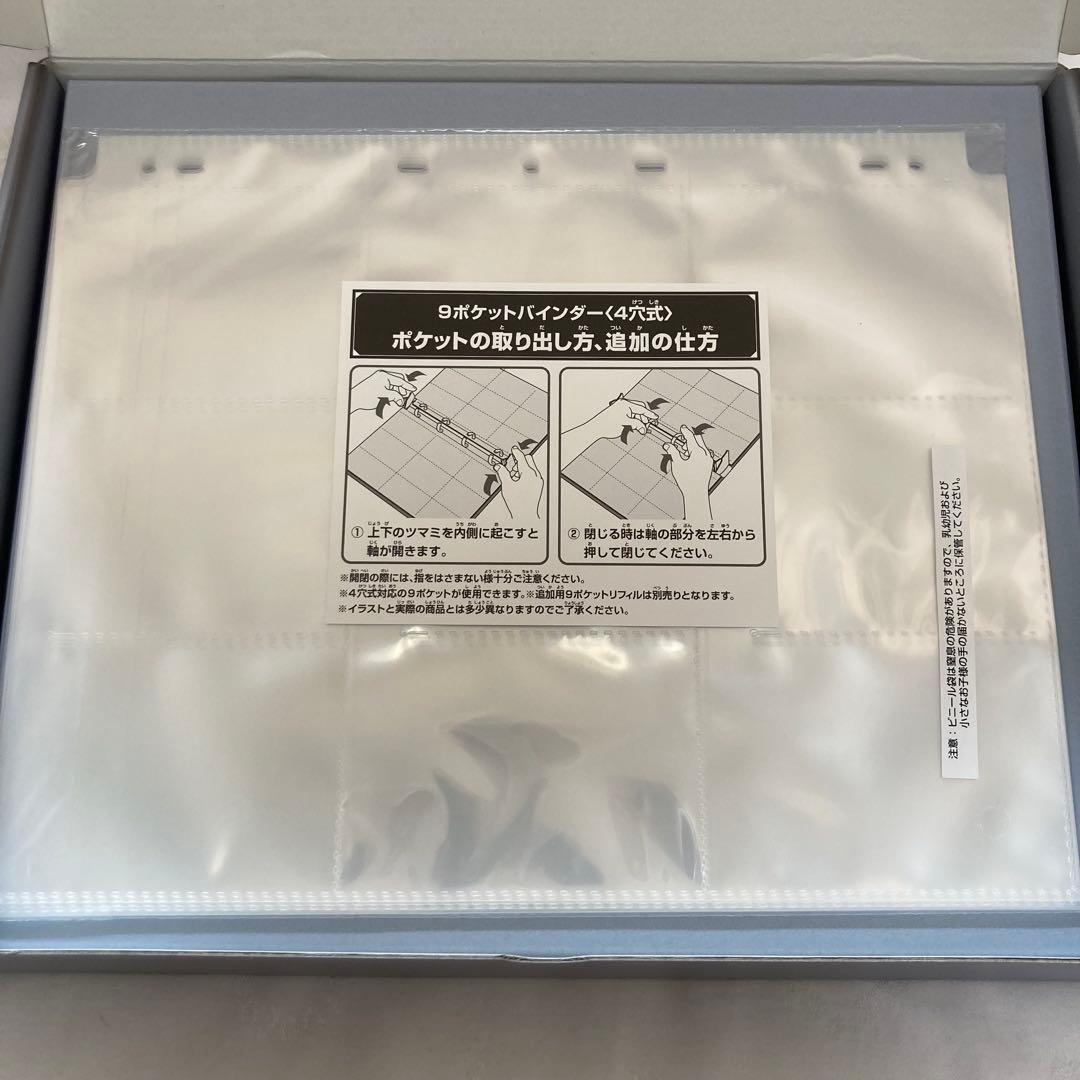 9ポケットバインダー〈4穴式〉
ポケットの取り出し方、追加の仕方
① 上下のツマミを内側に起こすと
軸が開きます。
② 閉じる時は軸の部分を左右から
押して閉じてください。
※開閉の際には、指をはさまない様十分ご注意ください。
※4穴式対応の9ポケットが使用できます。※追加用9ポケットリフィルは別売りとなります。
※イラストと実際の商品とは多少異なりますのでご了承ください。
注意：ビニール袋は窒息の危険がありますので、乳幼児および
小さなお子様の手の届かないところに保管してください。